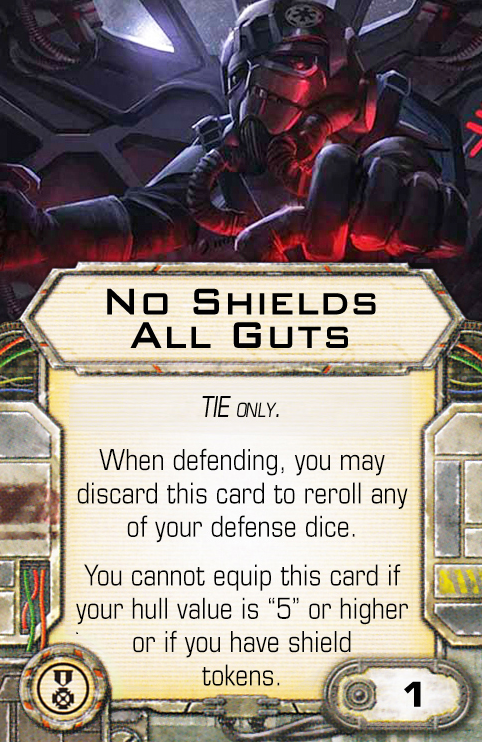 No Shields
All Guts
TIE only.
When defending, you may
discard this card to reroll any
of your defense dice.
You cannot equip this card if
your hull value is “5” or higher
or if you have shield
tokens.
1